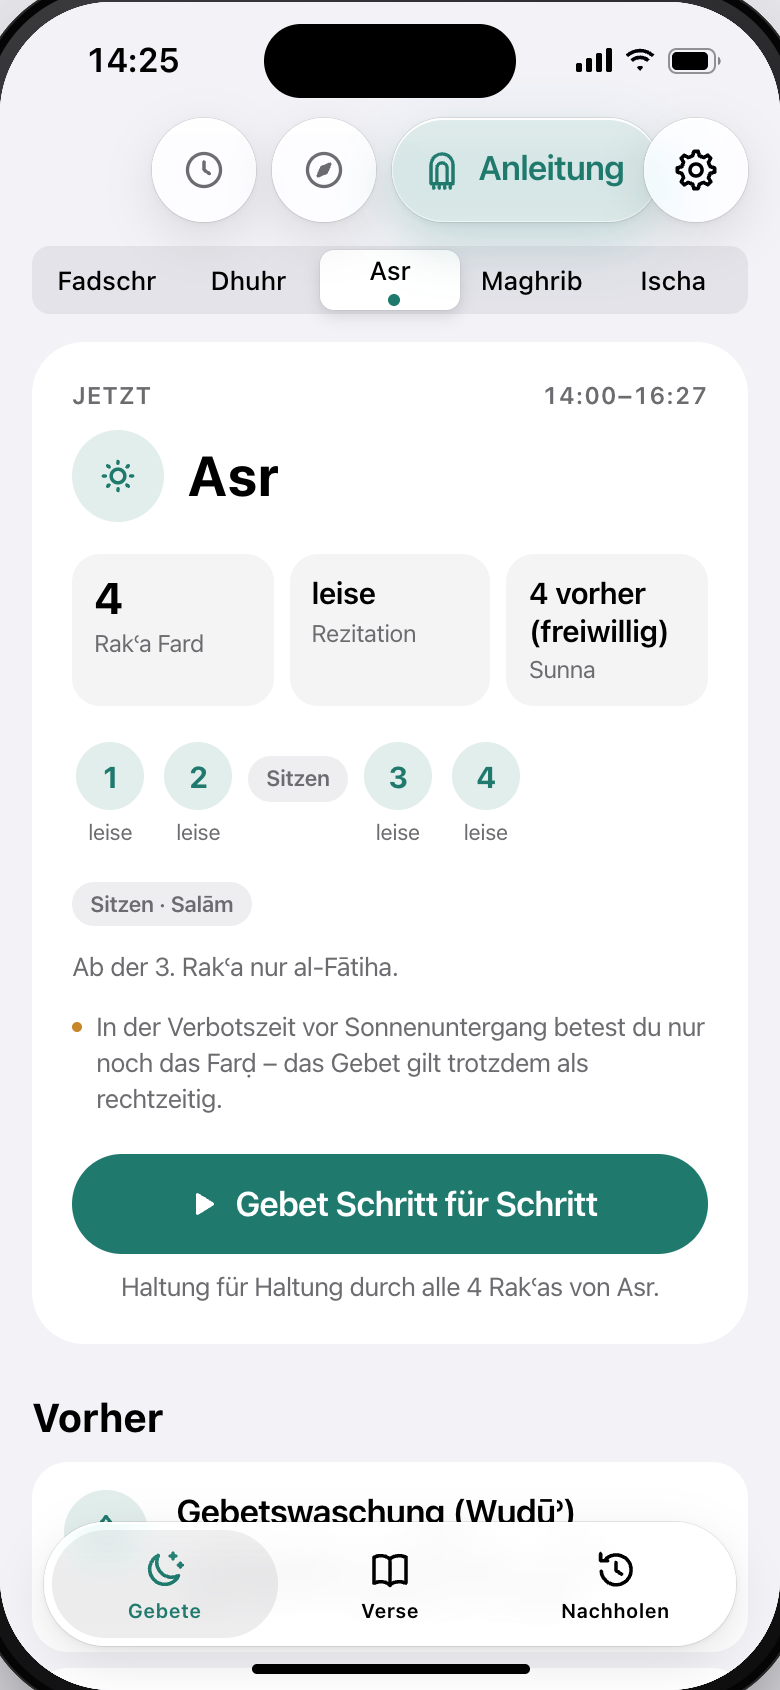 14:25
Anleitung
Fadschr Dhuhr Asr Maghrib Ischa
JETZT 14:00–16:27
Asr
4
Rakʿa Fard
leise
Rezitation
4 vorher
(freiwillig)
Sunna
1 2 Sitzen 3 4
leise leise leise leise
Sitzen · Salām
Ab der 3. Rakʿa nur al-Fātiha.
In der Verbotszeit vor Sonnenuntergang betest du nur
noch das Farḍ – das Gebet gilt trotzdem als
rechtzeitig.
Gebet Schritt für Schritt
Haltung für Haltung durch alle 4 Rakʿas von Asr.
Vorher
Gebetswaschung (Wuḍūʾ)
Gebete Verse Nachholen